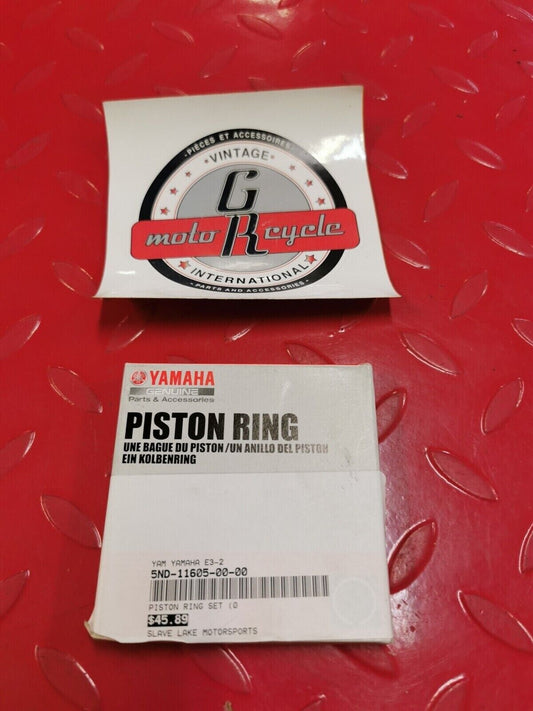 PIÈCES ET ACCESSOIRES
VINTAGE
G
moto R cycle
INTERNATIONAL
PARTS AND ACCESSORIES
YAMAHA
GENUINE
Parts & Accessories
PISTON RING
UNE BAGUE DU PISTON / UN ANILLO DEL PISTON
EIN KOLBENRING
YAM YAMAHA E3-2
5ND-11605-00-00
PISTON RING SET (0
$45.89
SLAVE LAKE MOTORSPORTS